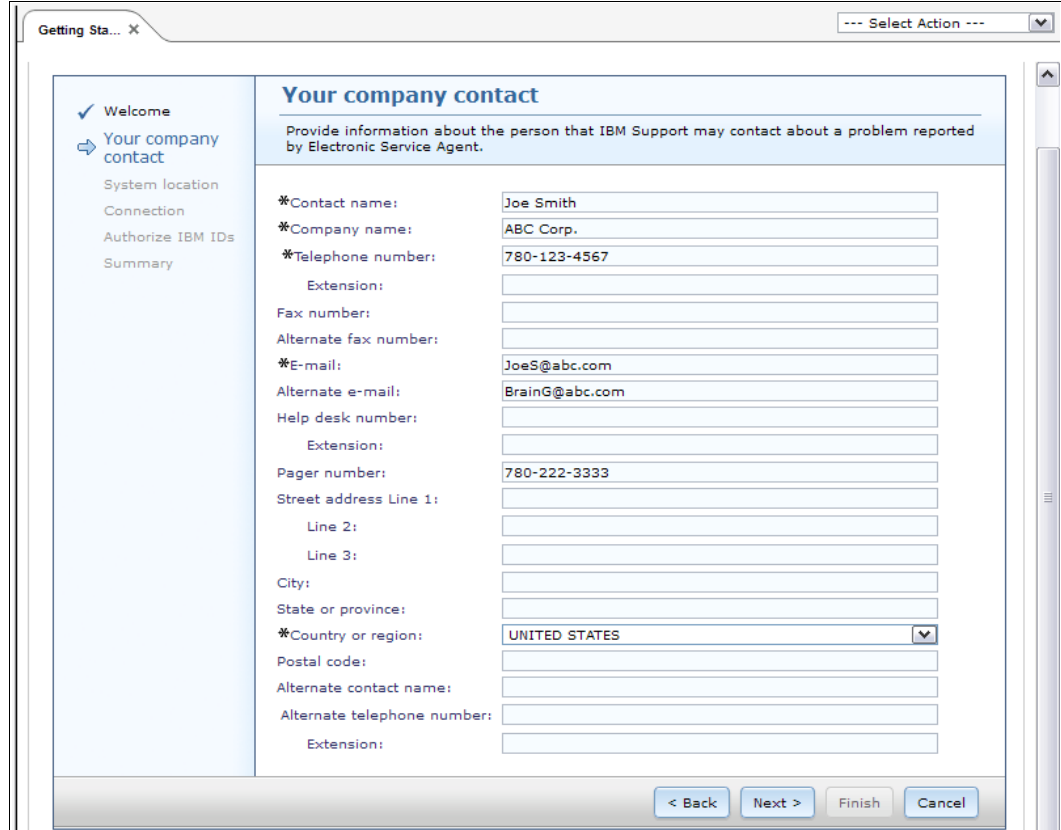 Getting Sta...
--- Select Action ---
Welcome
Your company
contact
System location
Connection
Authorize IBM IDs
Summary
Your company contact
Provide information about the person that IBM Support may contact about a problem reported
by Electronic Service Agent.
*Contact name: Joe Smith
*Company name: ABC Corp.
*Telephone number: 780-123-4567
Extension:
Fax number:
Alternate fax number:
*E-mail: JoeS@abc.com
Alternate e-mail: BrainG@abc.com
Help desk number:
Extension:
Pager number: 780-222-3333
Street address Line 1:
Line 2:
Line 3:
City:
State or province:
*Country or region: UNITED STATES
Postal code:
Alternate contact name:
Alternate telephone number:
Extension:
< Back Next > Finish Cancel